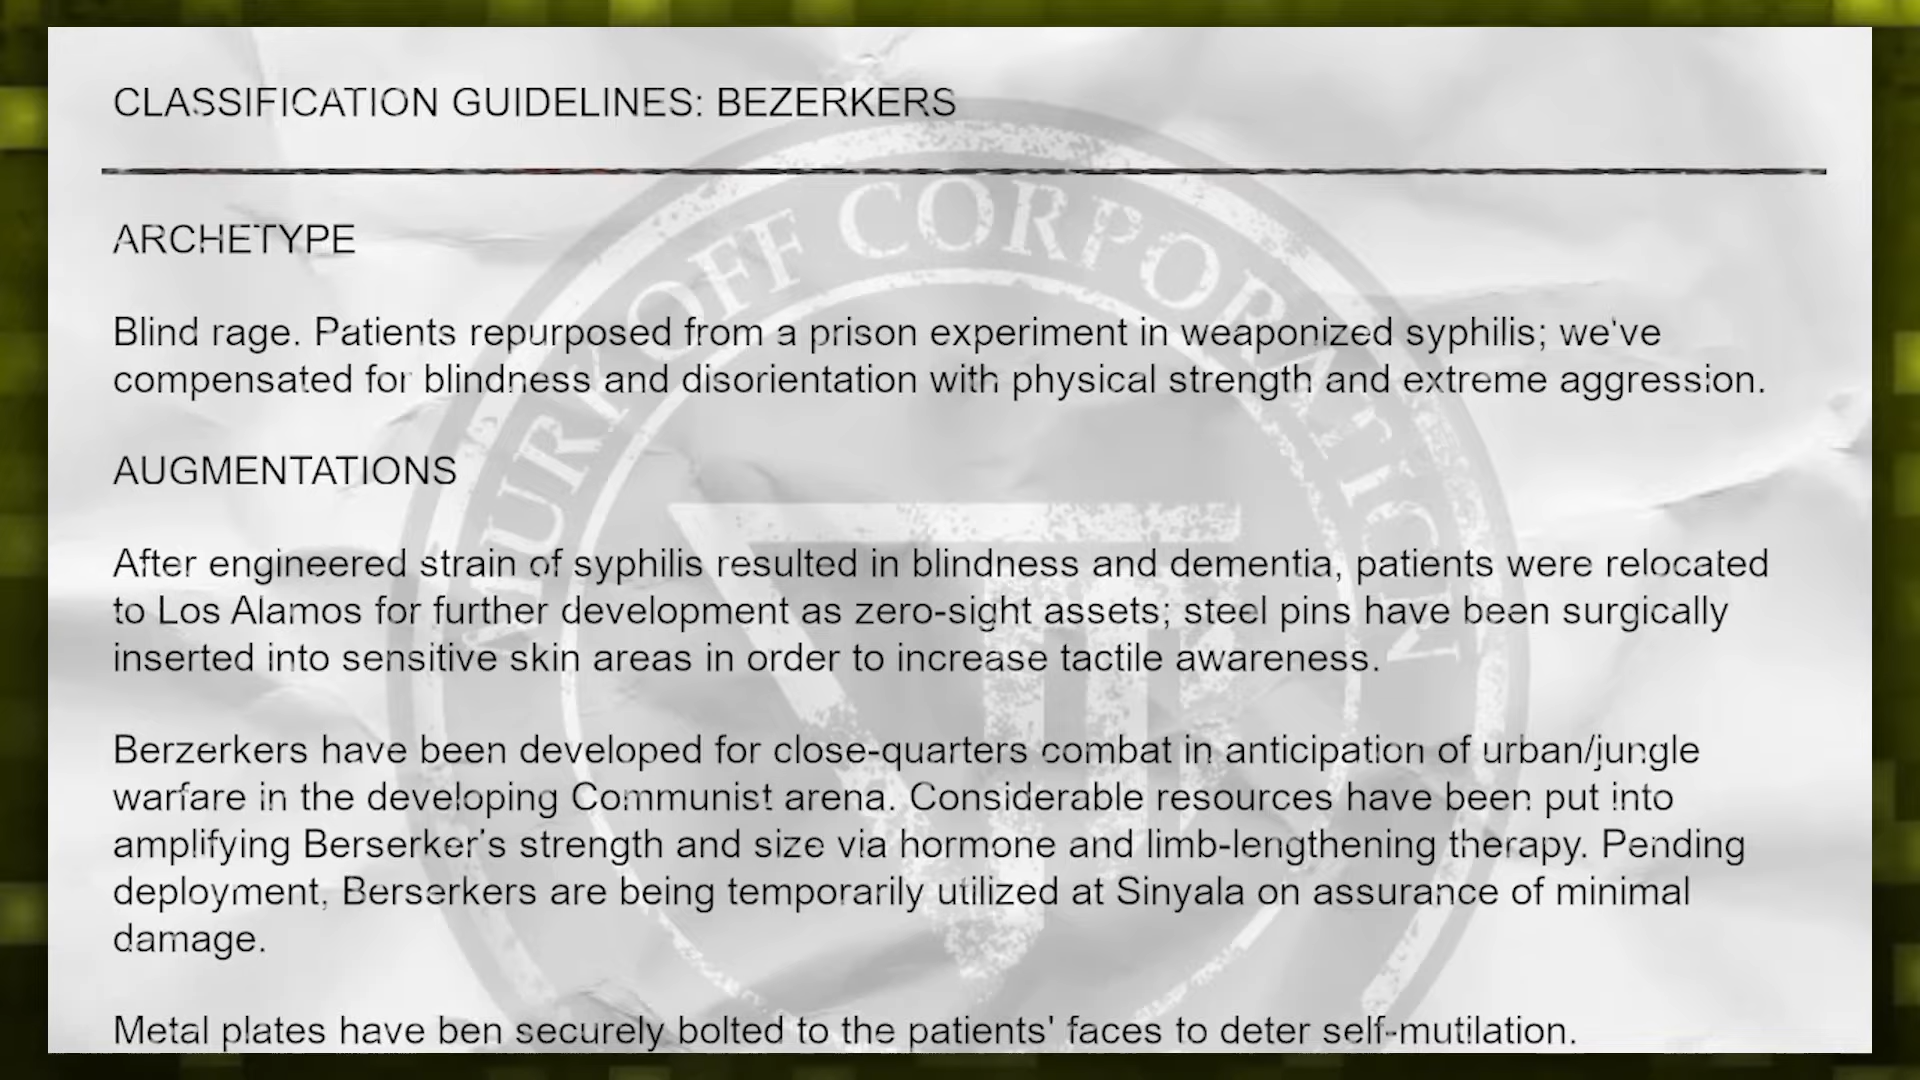 CLASSIFICATION GUIDELINES: BEZERKERS
ARCHETYPE
Blind rage. Patients repurposed from a prison experiment in weaponized syphilis; we've
compensated for blindness and disorientation with physical strength and extreme aggression.
AUGMENTATIONS
After engineered strain of syphilis resulted in blindness and dementia, patients were relocated
to Los Alamos for further development as zero-sight assets; steel pins have been surgically
inserted into sensitive skin areas in order to increase tactile awareness.
Berzerkers have been developed for close-quarters combat in anticipation of urban/jungle
warfare in the developing Communist arena. Considerable resources have been put into
amplifying Berserker's strength and size via hormone and limb-lengthening therapy. Pending
deployment, Berserkers are being temporarily utilized at Sinyala on assurance of minimal
damage.
Metal plates have ben securely bolted to the patients' faces to deter self-mutilation.
MURKOFF CORPORATION